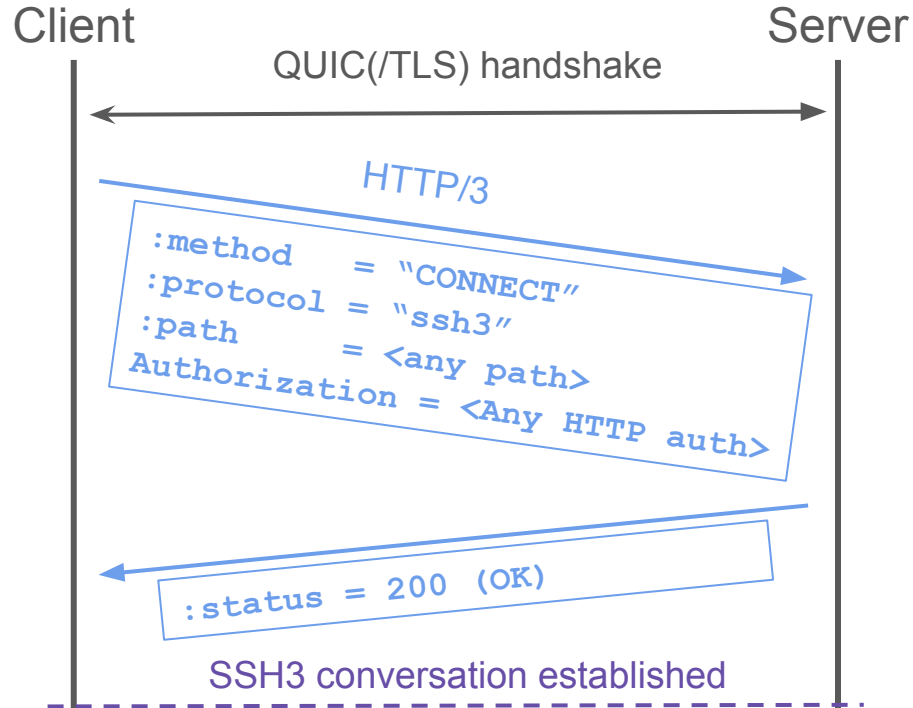 Client
Server
QUIC(/TLS) handshake
HTTP/3
:method   = “CONNECT”
:protocol = “ssh3”
:path     = <any path>
Authorization = <Any HTTP auth>
:status = 200 (OK)
SSH3 conversation established